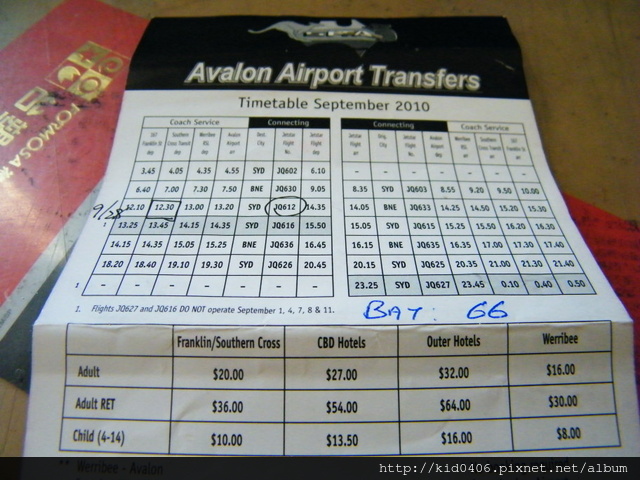 FORMOSA
Avalon Airport Transfers
Timetable September 2010
Coach Service Connecting Connecting Coach Service
3.45 4.05 4.35 4.55 SYD JQ602 6.10 - - - - - - -
6.40 7.00 7.30 7.50 BNE JQ630 9.05 8.35 SYD JQ603 8.55 9.20 9.50 10.00
9/28 12.10 12.30 13.00 13.20 SYD JQ612 14.35 14.05 BNE JQ633 14.25 14.50 15.20 15.30
13.25 13.45 14.15 14.35 SYD JQ616 15.50 15.05 SYD JQ615 15.25 15.50 16.20 16.30
14.15 14.35 15.05 15.25 BNE JQ636 16.45 16.15 BNE JQ635 16.35 17.00 17.30 17.40
18.20 18.40 19.10 19.30 SYD JQ626 20.45 20.15 SYD JQ625 20.35 21.00 21.30 21.40
- - - - - - - 23.25 SYD JQ627 23.45 0.10 0.40 0.50
1. Flights JQ627 and JQ616 DO NOT operate September 1, 4, 7, 8 & 11.
BAY: 66
Franklin/Southern Cross CBD Hotels Outer Hotels Werribee
Adult $20.00 $27.00 $32.00 $16.00
Adult RET $36.00 $54.00 $64.00 $30.00
Child (4-14) $10.00 $13.50 $16.00 $8.00
** Werribee - Avalon
http://kid0406.pixnet.net/album